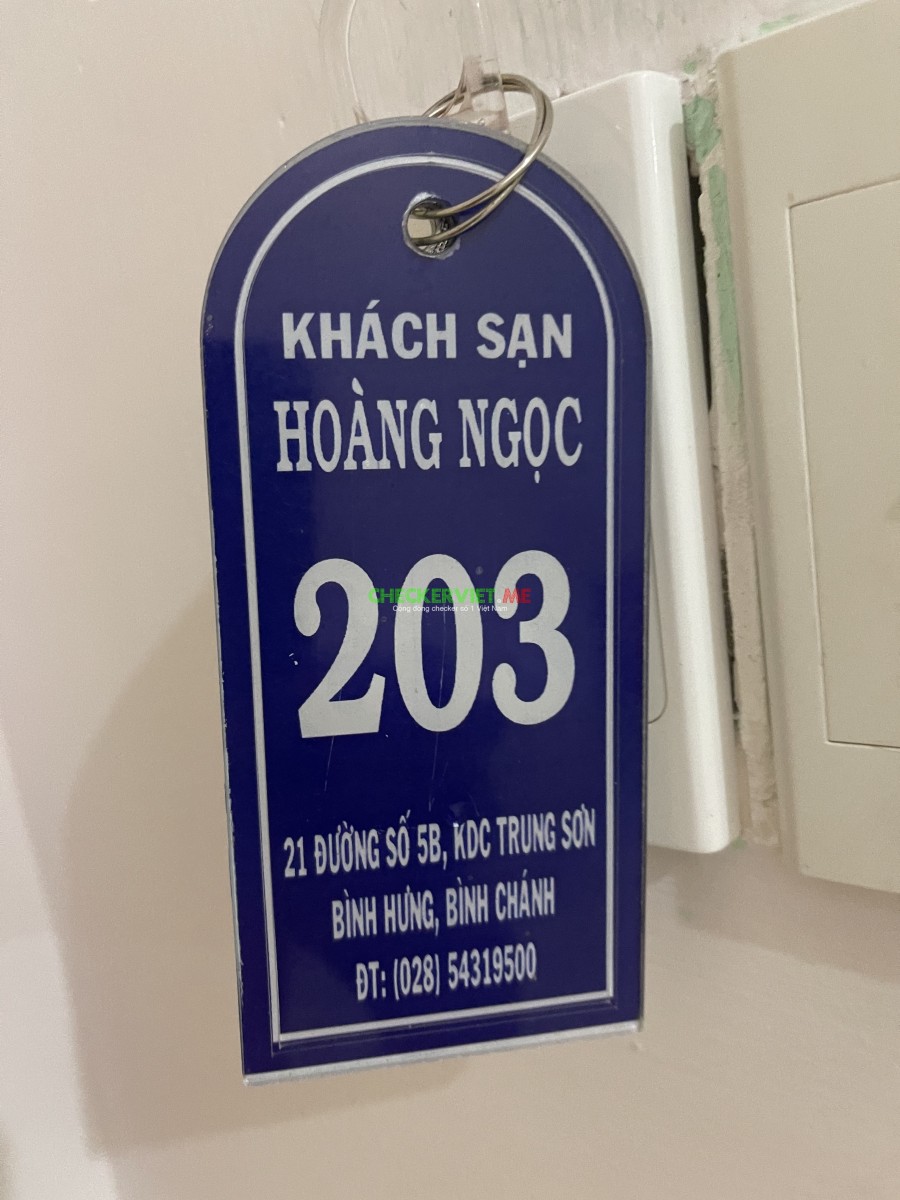 KHÁCH SẠN
HOÀNG NGỌC
203
CHECKERVIET.ME
Cộng đồng checker số 1 Việt Nam
21 ĐƯỜNG SỐ 5B, KDC TRUNG SƠN
BÌNH HƯNG, BÌNH CHÁNH
ĐT: (028) 54319500